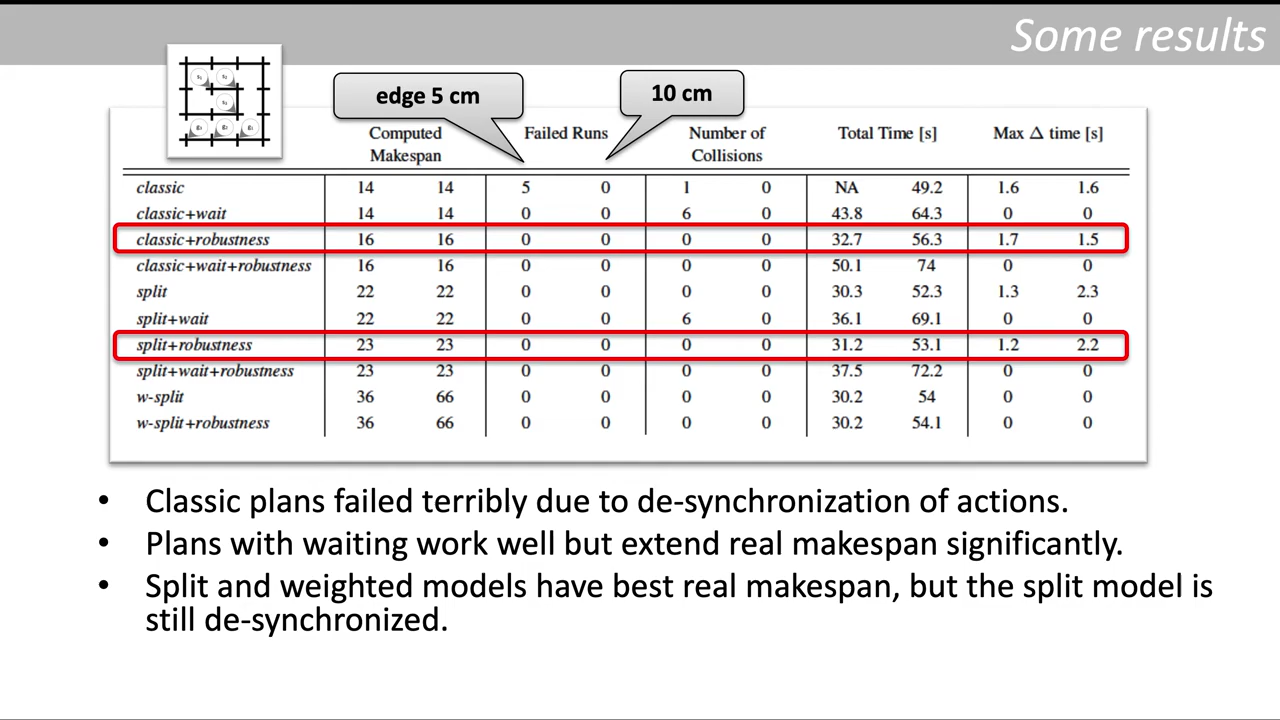 Some results
s1 s2
s3
g3 g2 g1
edge 5 cm
10 cm
Computed Makespan Failed Runs Number of Collisions Total Time [s] Max Δ time [s]
classic 14 14 5 0 1 0 NA 49.2 1.6 1.6
classic+wait 14 14 0 0 6 0 43.8 64.3 0 0
classic+robustness 16 16 0 0 0 0 32.7 56.3 1.7 1.5
classic+wait+robustness 16 16 0 0 0 0 50.1 74 0 0
split 22 22 0 0 0 0 30.3 52.3 1.3 2.3
split+wait 22 22 0 0 6 0 36.1 69.1 0 0
split+robustness 23 23 0 0 0 0 31.2 53.1 1.2 2.2
split+wait+robustness 23 23 0 0 0 0 37.5 72.2 0 0
w-split 36 66 0 0 0 0 30.2 54 0 0
w-split+robustness 36 66 0 0 0 0 30.2 54.1 0 0
• Classic plans failed terribly due to de-synchronization of actions.
• Plans with waiting work well but extend real makespan significantly.
• Split and weighted models have best real makespan, but the split model is
still de-synchronized.